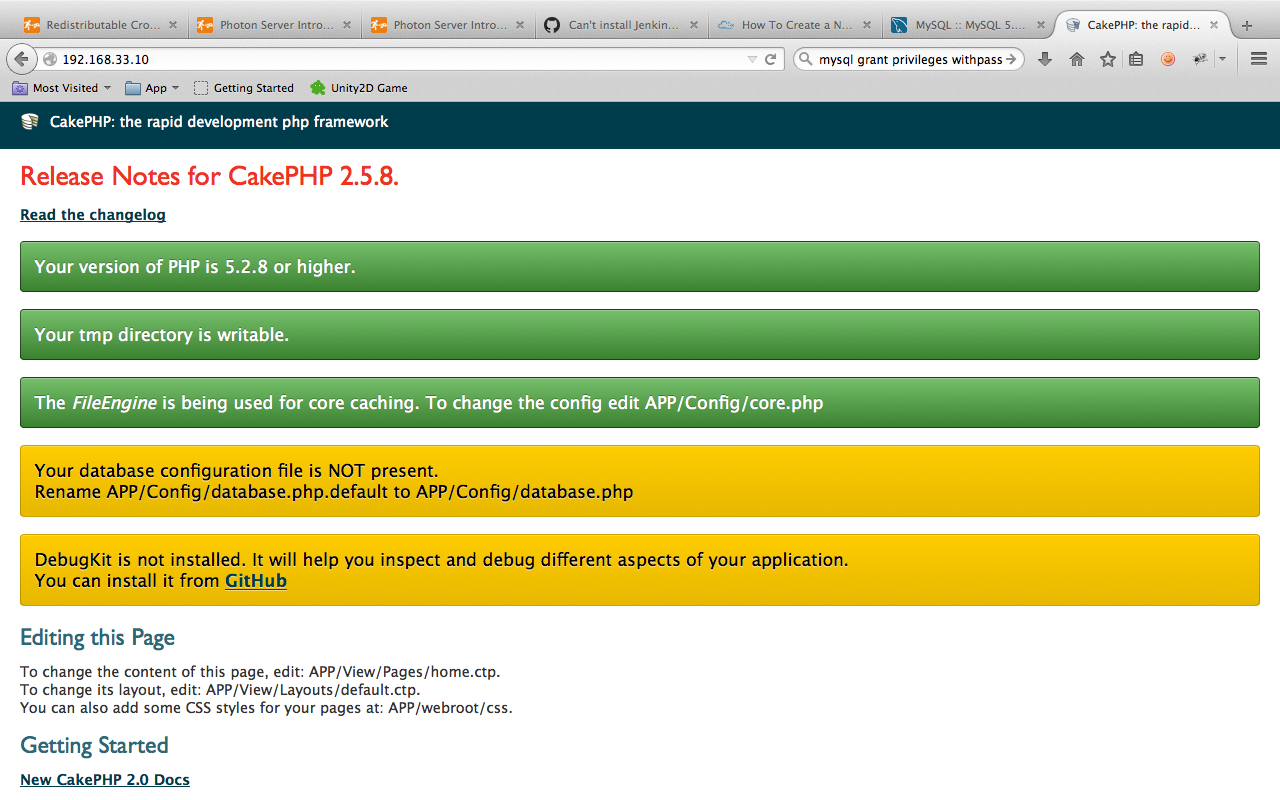 Redistributable Cro...
Photon Server Intro...
Photon Server Intro...
Can't install Jenkin...
How To Create a N...
MySQL :: MySQL 5....
CakePHP: the rapid...
192.168.33.10
mysql grant privileges withpass
Most Visited
App
Getting Started
Unity2D Game
CakePHP: the rapid development php framework
Release Notes for CakePHP 2.5.8.
Read the changelog
Your version of PHP is 5.2.8 or higher.
Your tmp directory is writable.
The FileEngine is being used for core caching. To change the config edit APP/Config/core.php
Your database configuration file is NOT present.
Rename APP/Config/database.php.default to APP/Config/database.php
DebugKit is not installed. It will help you inspect and debug different aspects of your application.
You can install it from GitHub
Editing this Page
To change the content of this page, edit: APP/View/Pages/home.ctp.
To change its layout, edit: APP/View/Layouts/default.ctp.
You can also add some CSS styles for your pages at: APP/webroot/css.
Getting Started
New CakePHP 2.0 Docs